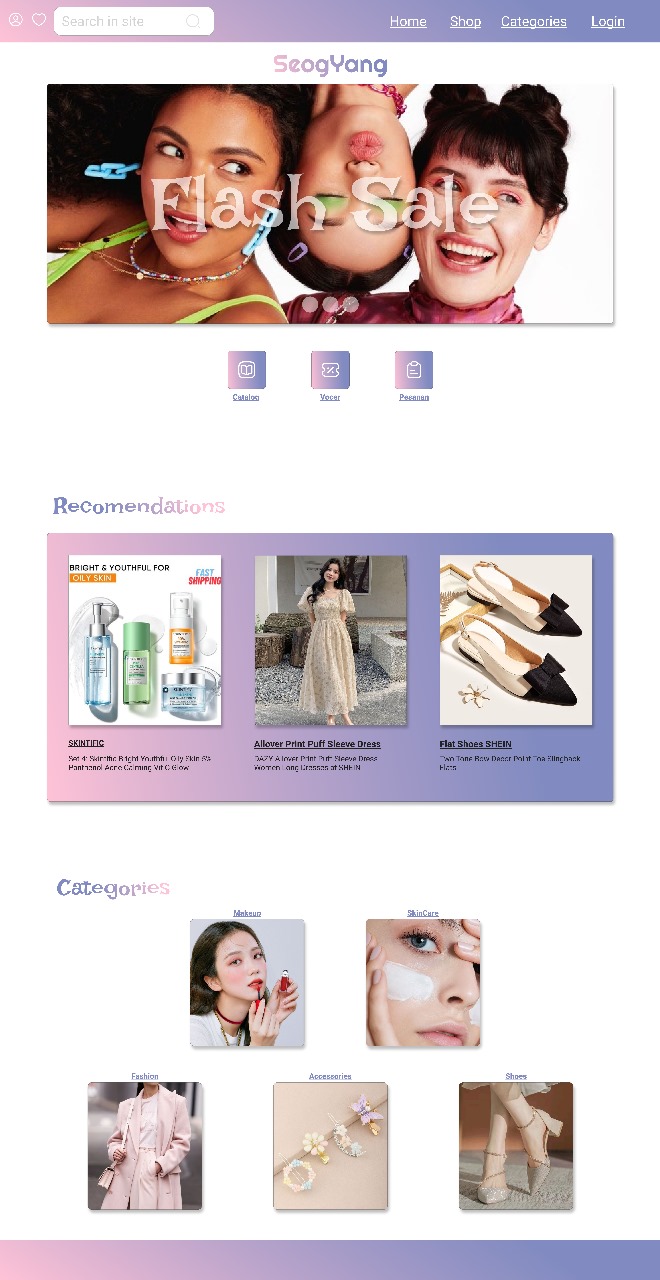 Search in site
Home
Shop
Categories
Login
SeogYang
Flash Sale
Catalog
Vocer
Pesanan
Recomendations
BRIGHT & YOUTHFUL FOR
OILY SKIN
FAST
SHIPPING
SKINTIFIC
Set 4: Skintific Bright Youthful Oily Skin 5%
Panthenol Acne Calming Vit C Glow
Allover Print Puff Sleeve Dress
DAZY Allover Print Puff Sleeve Dress
Women Long Dresses of SHEIN
Flat Shoes SHEIN
Two Tone Bow Decor Point Toe Slingback
Flats
Categories
Makeup
SkinCare
Fashion
Accessories
Shoes